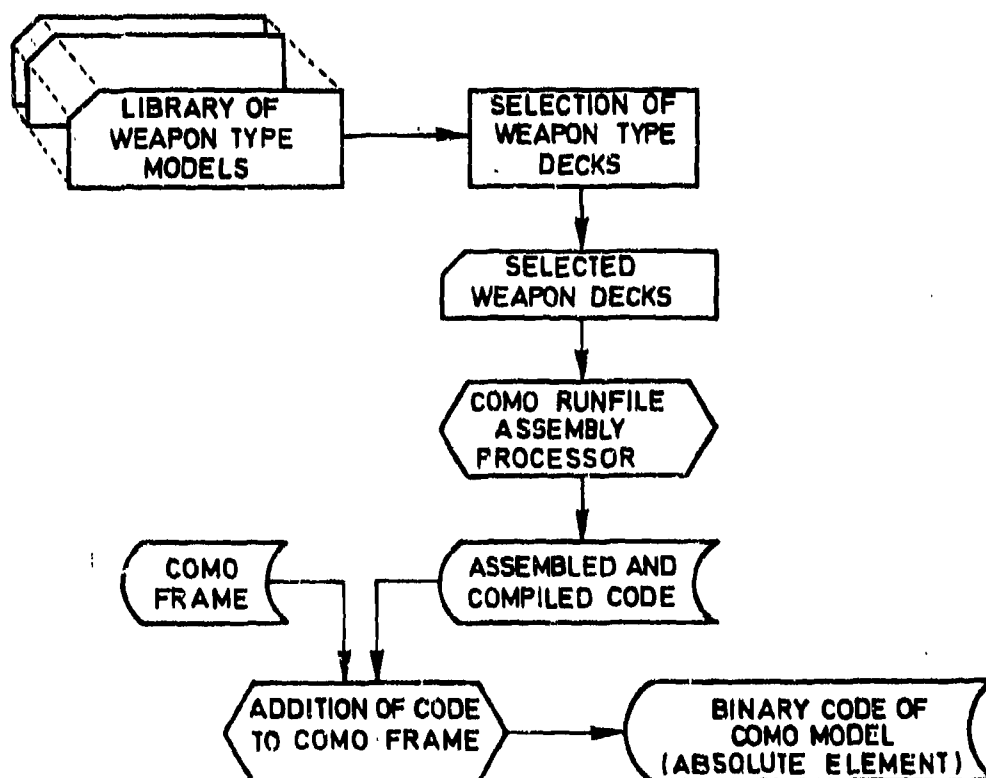 LIBRARY OF
WEAPON TYPE
MODELS
SELECTION OF
WEAPON TYPE
DECKS
SELECTED
WEAPON DECKS
COMO RUNFILE
ASSEMBLY
PROCESSOR
COMO
FRAME
ASSEMBLED AND
COMPILED CODE
ADDITION OF CODE
TO COMO FRAME
BINARY CODE OF
COMO MODEL
(ABSOLUTE ELEMENT)